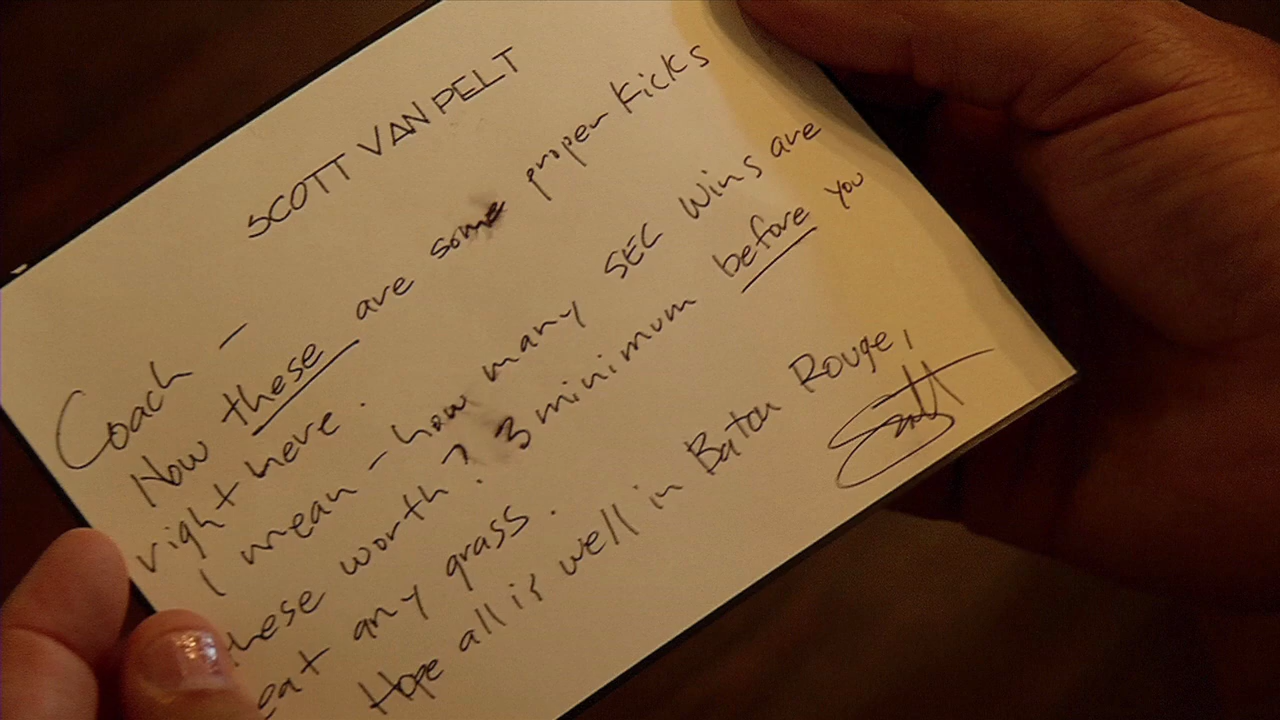 SCOTT VAN PELT
Coach -
Now these are some proper kicks
right here.
I mean - how many SEC wins are
these worth? 3 minimum before you
eat any grass.
Hope all is well in Baton Rouge,
Scott